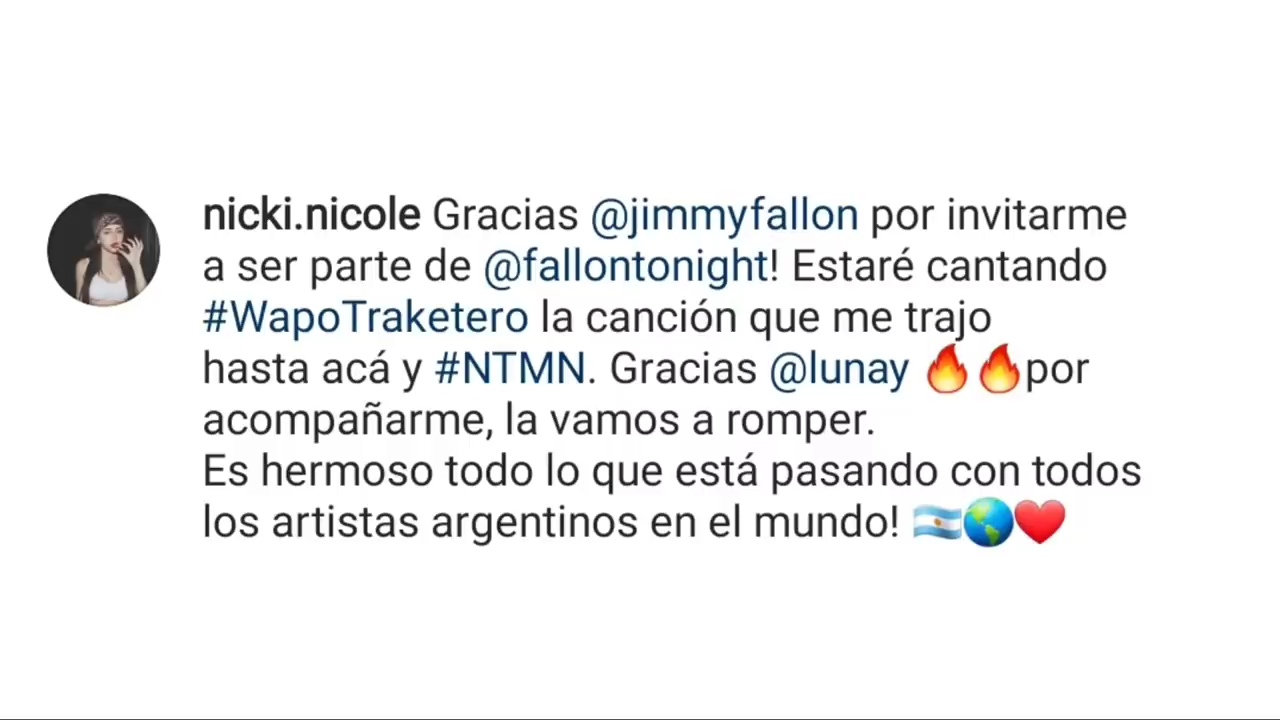 nicki.nicole Gracias @jimmyfallon por invitarme
a ser parte de @fallontonight! Estaré cantando
#WapoTraketero la canción que me trajo
hasta acá y #NTMN. Gracias @lunay 🔥🔥por
acompañarme, la vamos a romper.
Es hermoso todo lo que está pasando con todos
los artistas argentinos en el mundo! 🇦🇷🌎❤️